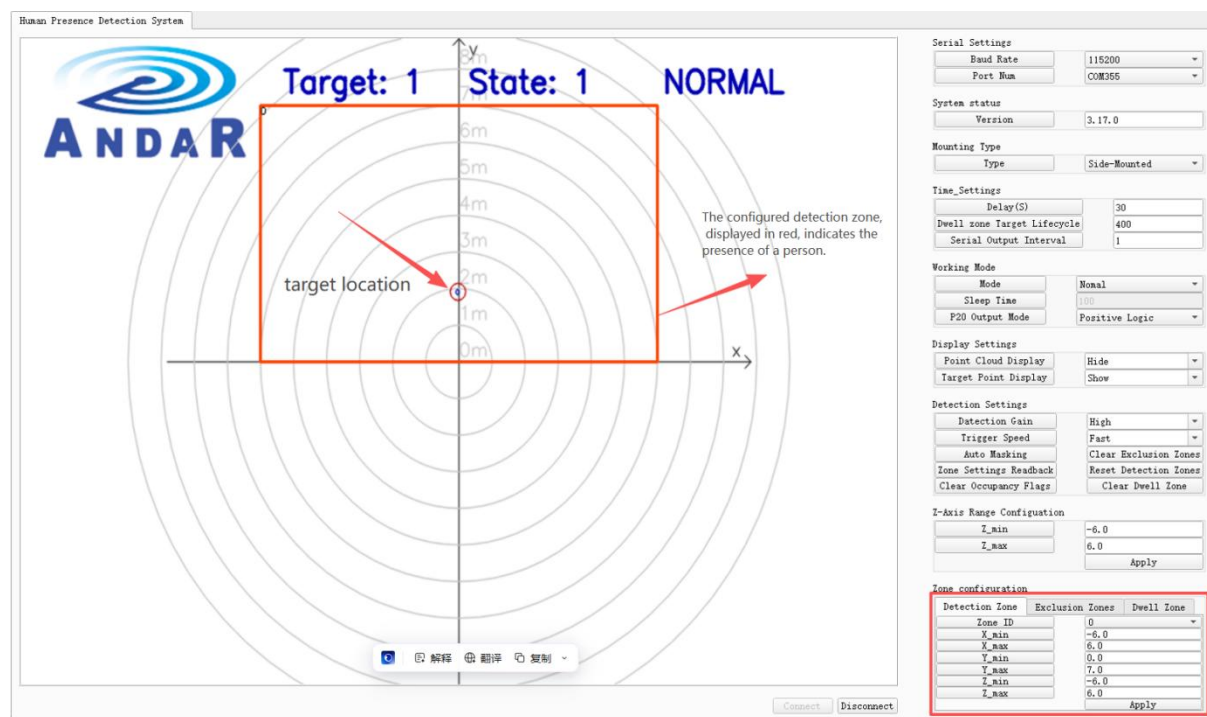 Human Presence Detection System
ANDAR
Target: 1 State: 1 NORMAL
y
8m
7m
6m
5m
4m
3m
2m
1m
0m
x
0
target location
The configured detection zone,
displayed in red, indicates the
presence of a person.
解释 翻译 复制
Connect Disconnect
Serial Settings
Baud Rate 115200
Port Num COM355
System status
Version 3.17.0
Mounting Type
Type Side-Mounted
Time_Settings
Delay(S) 30
Dwell zone Target Lifecycle 400
Serial Output Interval 1
Working Mode
Mode Nomal
Sleep Time 100
P20 Output Mode Positive Logic
Display Settings
Point Cloud Display Hide
Target Point Display Show
Detection Settings
Datection Gain High
Trigger Speed Fast
Auto Masking Clear Exclusion Zones
Zone Settings Readback Reset Detection Zones
Clear Occupancy Flags Clear Dwell Zone
Z-Axis Range Configuation
Z_min -6.0
Z_max 6.0
Apply
Zone configuration
Detection Zone Exclusion Zones Dwell Zone
Zone ID 0
X_min -6.0
X_max 6.0
Y_min 0.0
Y_max 7.0
Z_min -6.0
Z_max 6.0
Apply